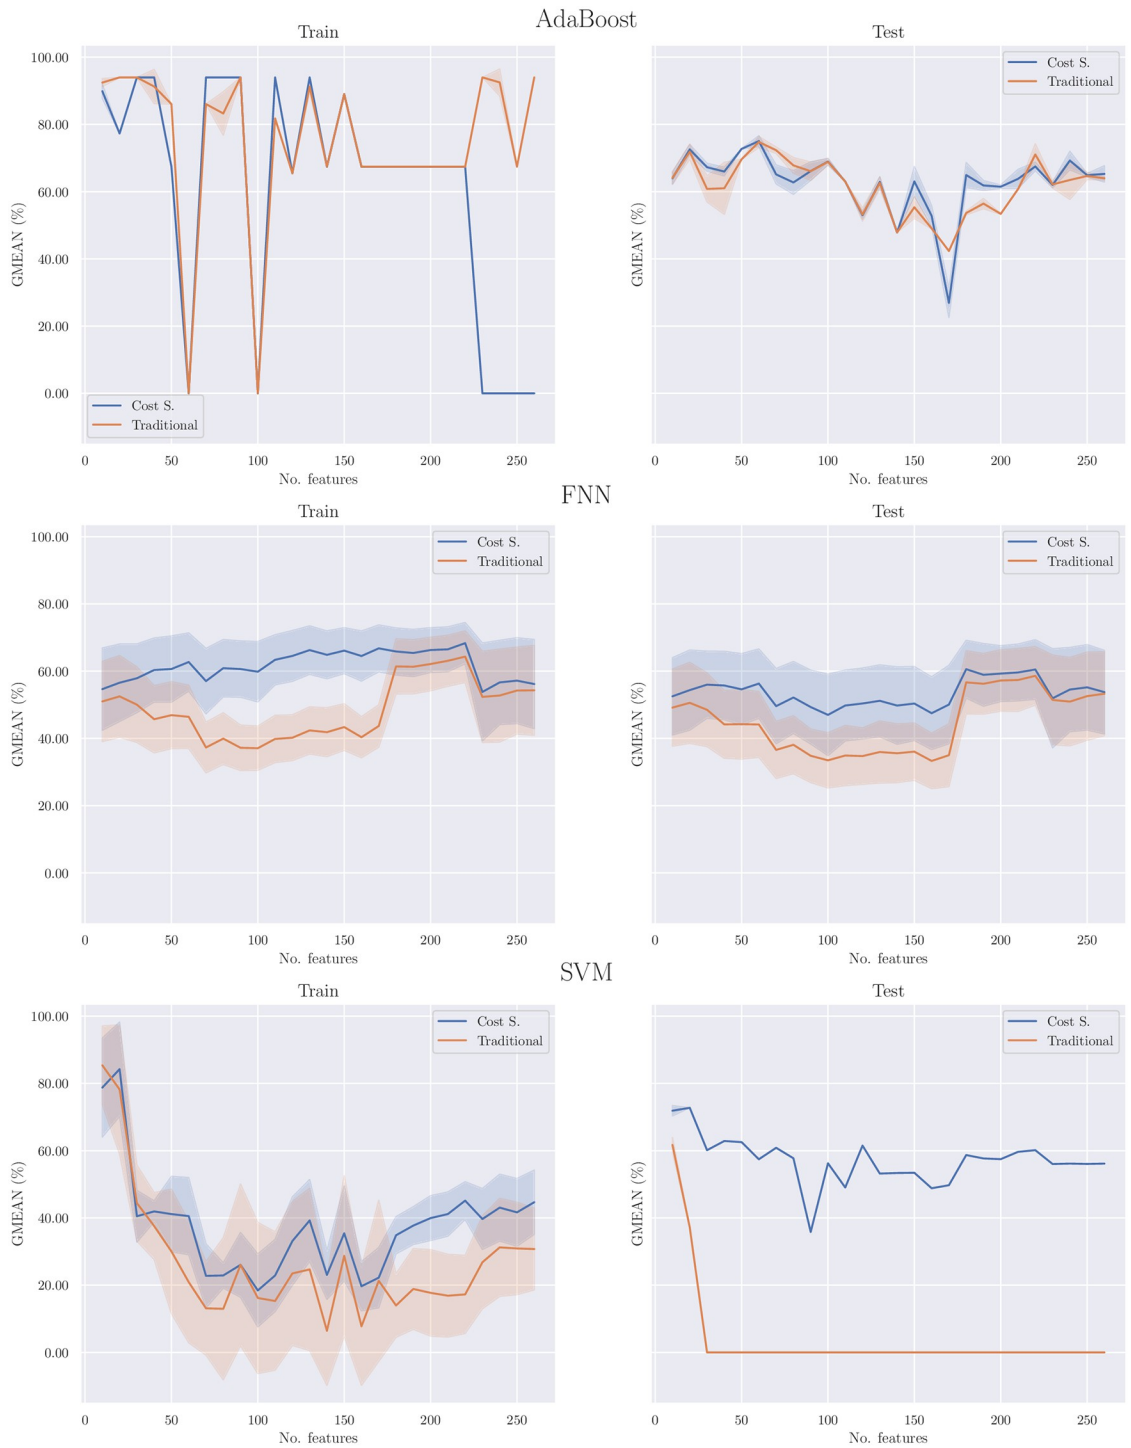 AdaBoost
Train
Test
GMEAN (%)
100.00
80.00
60.00
40.00
20.00
0.00
Cost S.
Traditional
0 50 100 150 200 250
No. features
GMEAN (%)
Cost S.
Traditional
0 50 100 150 200 250
No. features
FNN
Train
Test
GMEAN (%)
100.00
80.00
60.00
40.00
20.00
0.00
Cost S.
Traditional
0 50 100 150 200 250
No. features
GMEAN (%)
Cost S.
Traditional
0 50 100 150 200 250
No. features
SVM
Train
Test
GMEAN (%)
100.00
80.00
60.00
40.00
20.00
0.00
Cost S.
Traditional
0 50 100 150 200 250
No. features
GMEAN (%)
Cost S.
Traditional
0 50 100 150 200 250
No. features